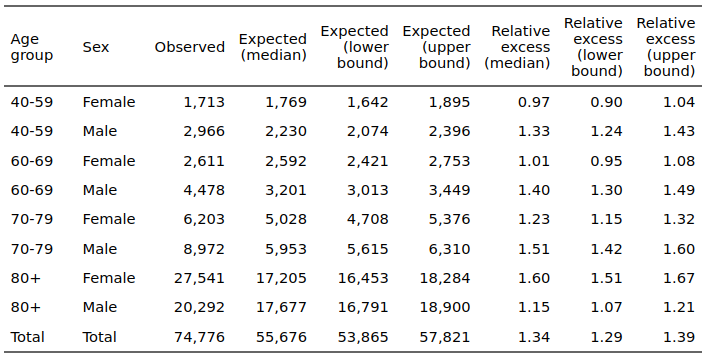 Age group Sex Observed Expected (median) Expected (lower bound) Expected (upper bound) Relative excess (median) Relative excess (lower bound) Relative excess (upper bound)
40-59 Female 1,713 1,769 1,642 1,895 0.97 0.90 1.04
40-59 Male 2,966 2,230 2,074 2,396 1.33 1.24 1.43
60-69 Female 2,611 2,592 2,421 2,753 1.01 0.95 1.08
60-69 Male 4,478 3,201 3,013 3,449 1.40 1.30 1.49
70-79 Female 6,203 5,028 4,708 5,376 1.23 1.15 1.32
70-79 Male 8,972 5,953 5,615 6,310 1.51 1.42 1.60
80+ Female 27,541 17,205 16,453 18,284 1.60 1.51 1.67
80+ Male 20,292 17,677 16,791 18,900 1.15 1.07 1.21
Total Total 74,776 55,676 53,865 57,821 1.34 1.29 1.39